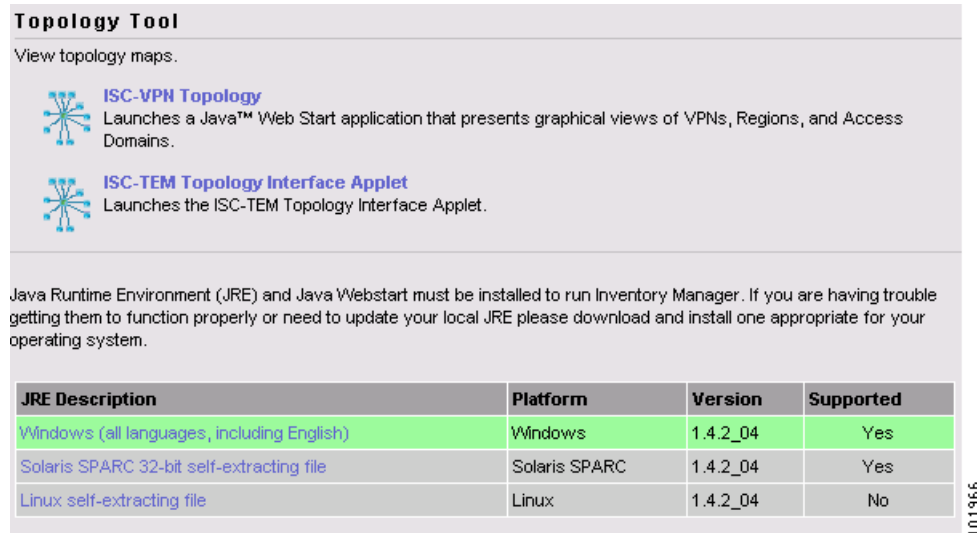 Topology Tool
View topology maps.
ISC-VPN Topology
Launches a Java™ Web Start application that presents graphical views of VPNs, Regions, and Access
Domains.
ISC-TEM Topology Interface Applet
Launches the ISC-TEM Topology Interface Applet.
Java Runtime Environment (JRE) and Java Webstart must be installed to run Inventory Manager. If you are having trouble
getting them to function properly or need to update your local JRE please download and install one appropriate for your
operating system.
JRE Description Platform Version Supported
Windows (all languages, including English) Windows 1.4.2_04 Yes
Solaris SPARC 32-bit self-extracting file Solaris SPARC 1.4.2_04 Yes
Linux self-extracting file Linux 1.4.2_04 No
101366